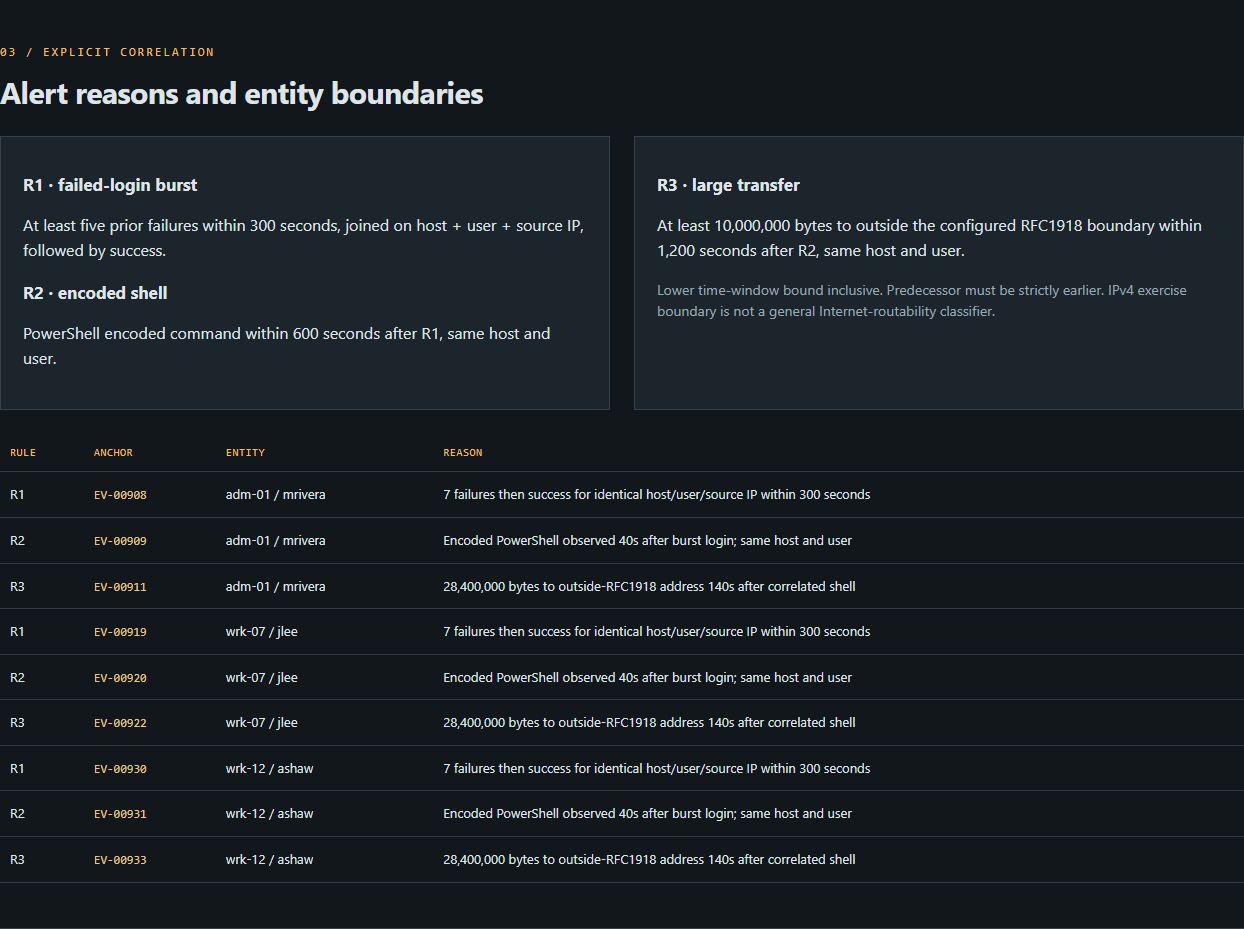 03 / EXPLICIT CORRELATION
Alert reasons and entity boundaries
R1 · failed-login burst
At least five prior failures within 300 seconds, joined on host + user + source IP,
followed by success.
R2 · encoded shell
PowerShell encoded command within 600 seconds after R1, same host and
user.
R3 · large transfer
At least 10,000,000 bytes to outside the configured RFC1918 boundary within
1,200 seconds after R2, same host and user.
Lower time-window bound inclusive. Predecessor must be strictly earlier. IPv4 exercise
boundary is not a general Internet-routability classifier.
RULE ANCHOR ENTITY REASON
R1 EV-00908 adm-01 / mrivera 7 failures then success for identical host/user/source IP within 300 seconds
R2 EV-00909 adm-01 / mrivera Encoded PowerShell observed 40s after burst login; same host and user
R3 EV-00911 adm-01 / mrivera 28,400,000 bytes to outside-RFC1918 address 140s after correlated shell
R1 EV-00919 wrk-07 / jlee 7 failures then success for identical host/user/source IP within 300 seconds
R2 EV-00920 wrk-07 / jlee Encoded PowerShell observed 40s after burst login; same host and user
R3 EV-00922 wrk-07 / jlee 28,400,000 bytes to outside-RFC1918 address 140s after correlated shell
R1 EV-00930 wrk-12 / ashaw 7 failures then success for identical host/user/source IP within 300 seconds
R2 EV-00931 wrk-12 / ashaw Encoded PowerShell observed 40s after burst login; same host and user
R3 EV-00933 wrk-12 / ashaw 28,400,000 bytes to outside-RFC1918 address 140s after correlated shell